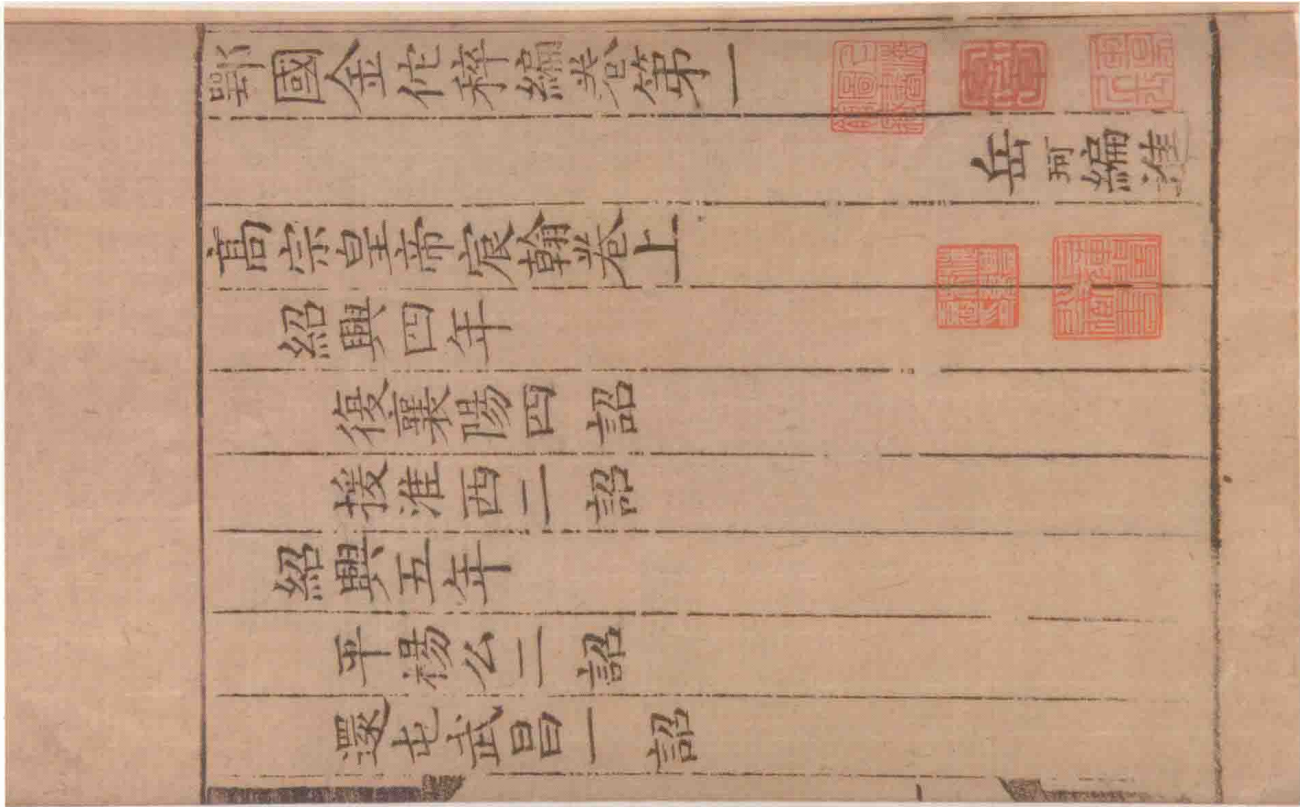 鄂國金佗稡編卷第一
岳珂編進
高宗皇帝宸翰卷上
紹興四年
復襄陽四詔
援淮西二詔
紹興五年
平楊么二詔
還屯武昌一詔